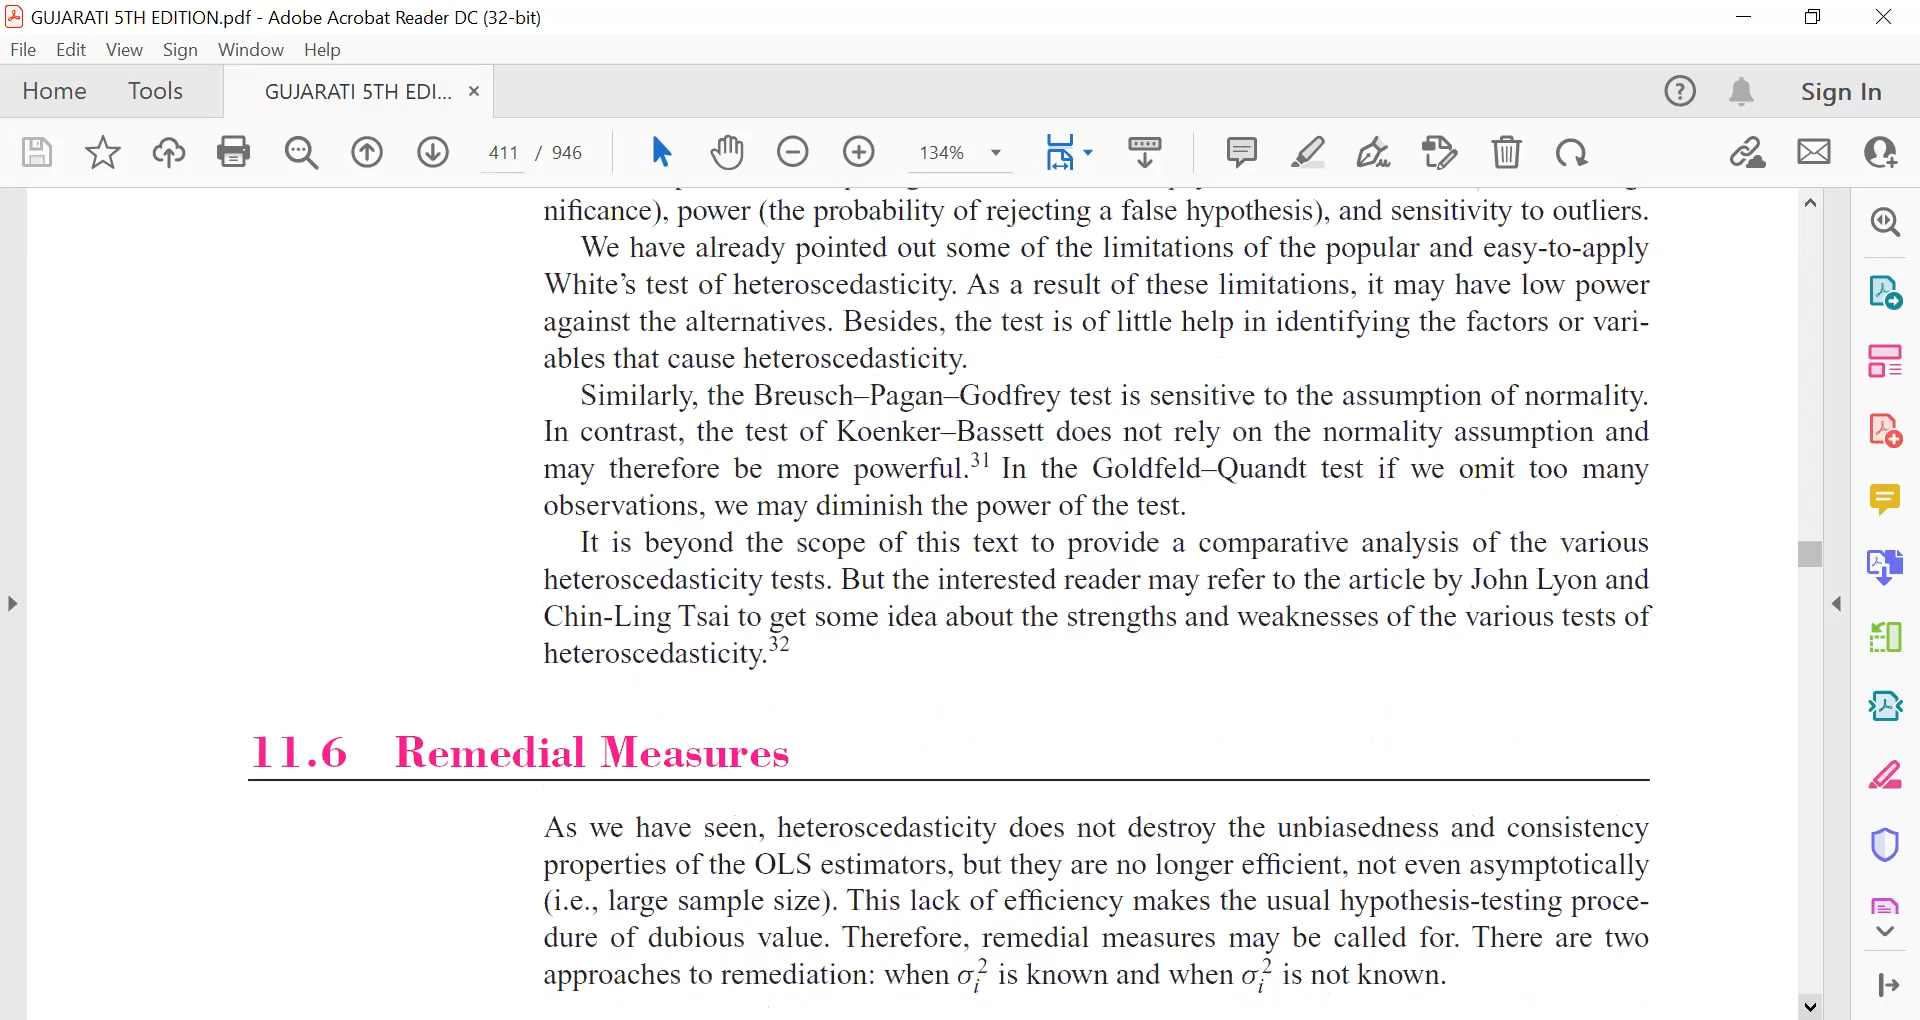 GUJARATI 5TH EDITION.pdf - Adobe Acrobat Reader DC (32-bit)
File Edit View Sign Window Help
Home Tools GUJARATI 5TH EDI... × Sign In
411 / 946 134%
nificance), power (the probability of rejecting a false hypothesis), and sensitivity to outliers.
We have already pointed out some of the limitations of the popular and easy-to-apply
White's test of heteroscedasticity. As a result of these limitations, it may have low power
against the alternatives. Besides, the test is of little help in identifying the factors or vari-
ables that cause heteroscedasticity.
Similarly, the Breusch–Pagan–Godfrey test is sensitive to the assumption of normality.
In contrast, the test of Koenker–Bassett does not rely on the normality assumption and
may therefore be more powerful.³¹ In the Goldfeld–Quandt test if we omit too many
observations, we may diminish the power of the test.
It is beyond the scope of this text to provide a comparative analysis of the various
heteroscedasticity tests. But the interested reader may refer to the article by John Lyon and
Chin-Ling Tsai to get some idea about the strengths and weaknesses of the various tests of
heteroscedasticity.³²
11.6 Remedial Measures
As we have seen, heteroscedasticity does not destroy the unbiasedness and consistency
properties of the OLS estimators, but they are no longer efficient, not even asymptotically
(i.e., large sample size). This lack of efficiency makes the usual hypothesis-testing proce-
dure of dubious value. Therefore, remedial measures may be called for. There are two
approaches to remediation: when σᵢ² is known and when σᵢ² is not known.